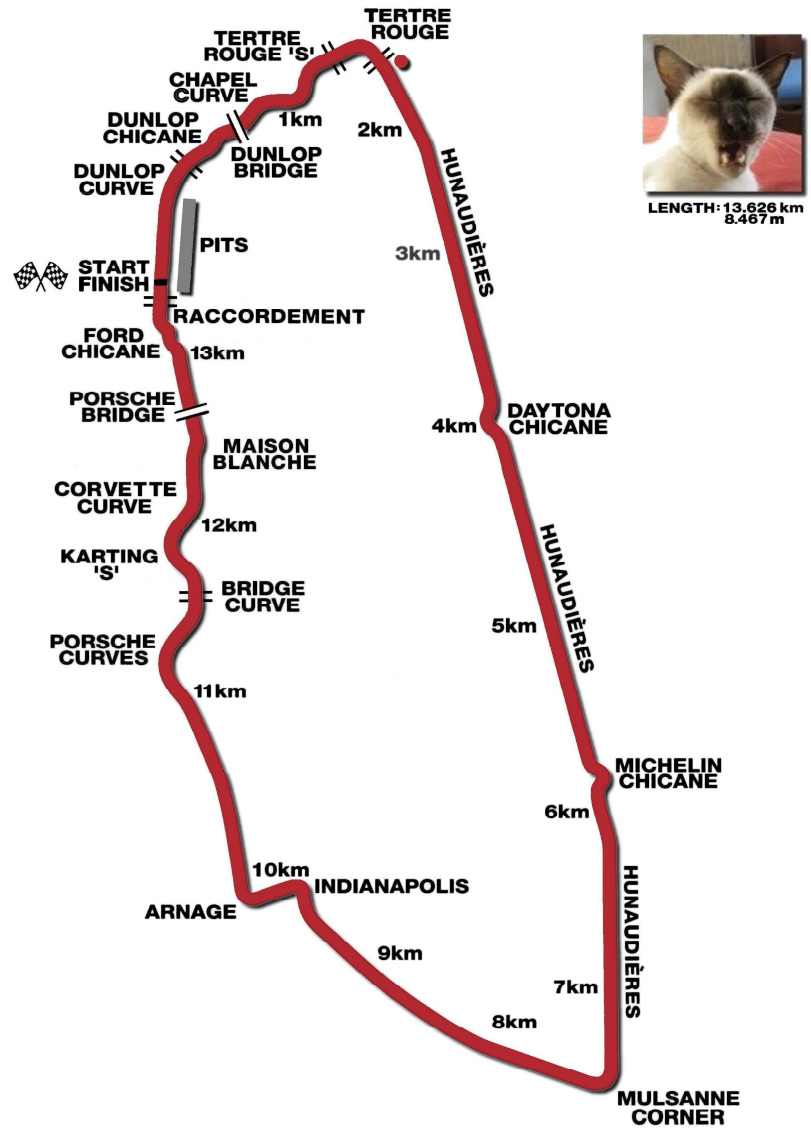 TERTRE
ROUGE
TERTRE
ROUGE 'S'
CHAPEL
CURVE
1km
2km
DUNLOP
CHICANE
DUNLOP
BRIDGE
DUNLOP
CURVE
HUNAUDIÈRES
LENGTH: 13.626 km
8.467 m
PITS
3km
START
FINISH
RACCORDEMENT
FORD
CHICANE
13km
PORSCHE
BRIDGE
DAYTONA
CHICANE
4km
MAISON
BLANCHE
CORVETTE
CURVE
12km
HUNAUDIÈRES
KARTING
'S'
BRIDGE
CURVE
5km
PORSCHE
CURVES
11km
MICHELIN
CHICANE
6km
10km
INDIANAPOLIS
ARNAGE
HUNAUDIÈRES
9km
7km
8km
MULSANNE
CORNER